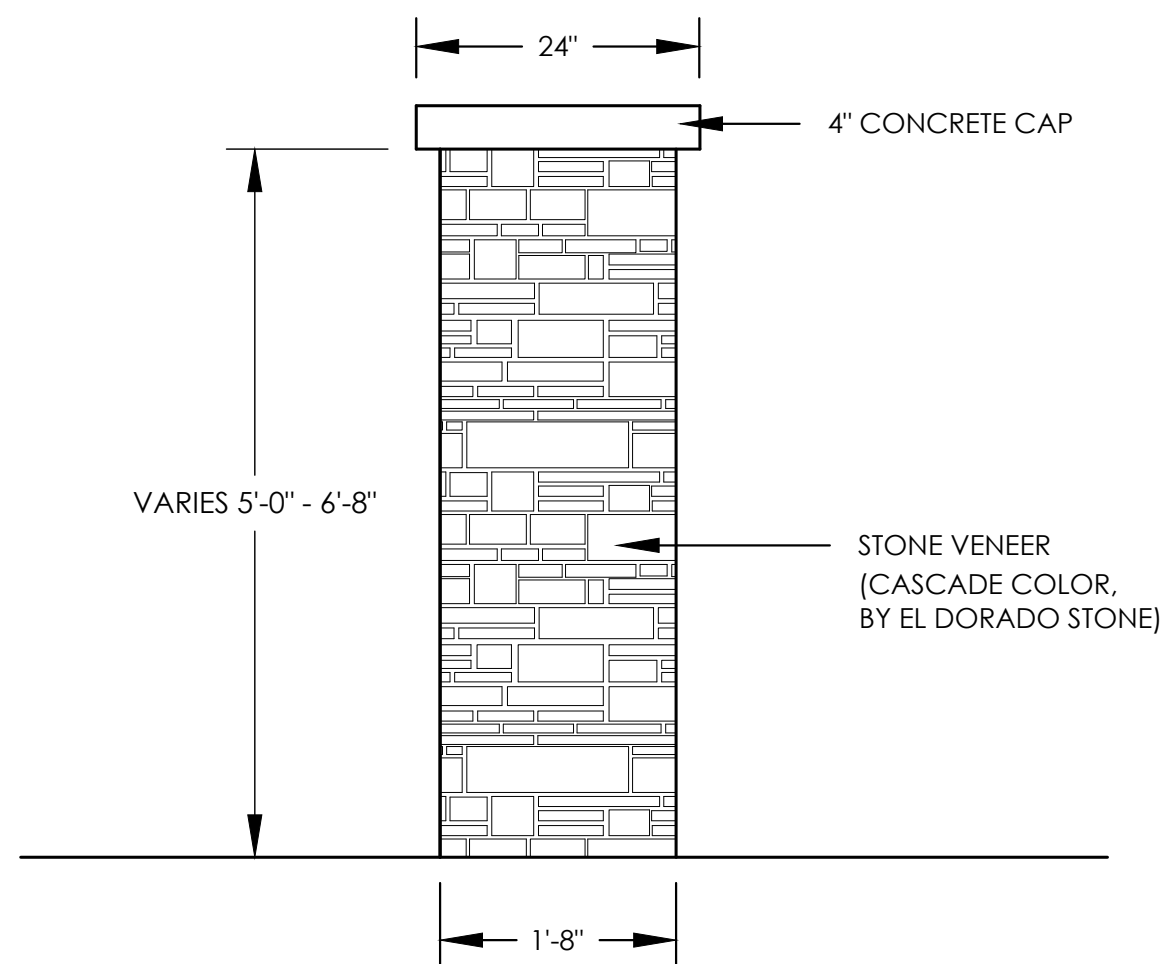 24"
4" CONCRETE CAP
VARIES 5'-0" - 6'-8"
STONE VENEER
(CASCADE COLOR,
BY EL DORADO STONE)
1'-8"